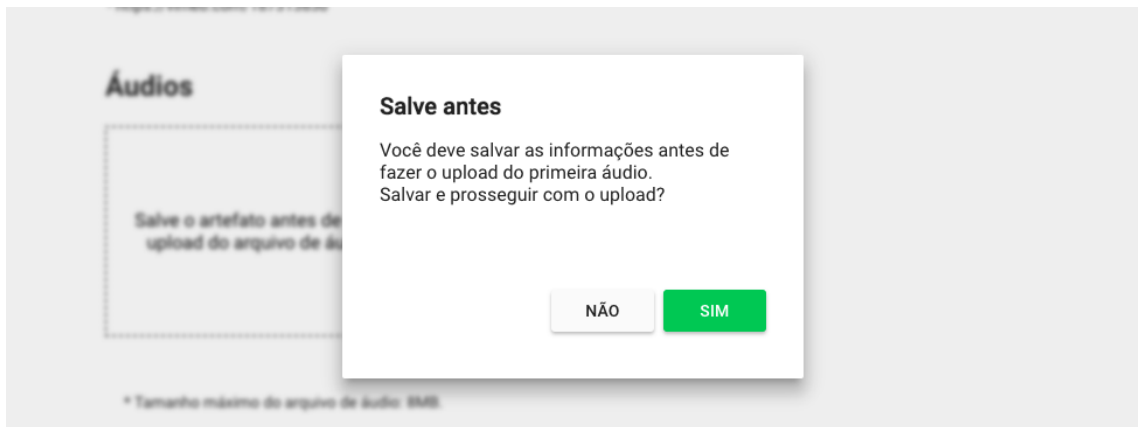 Áudios
Salve antes
Você deve salvar as informações antes de
fazer o upload do primeira áudio.
Salvar e prosseguir com o upload?
Salve o artefato antes de
upload do arquivo de
NÃO
SIM
* Tamanho máximo do arquivo de áudio: 8MB.